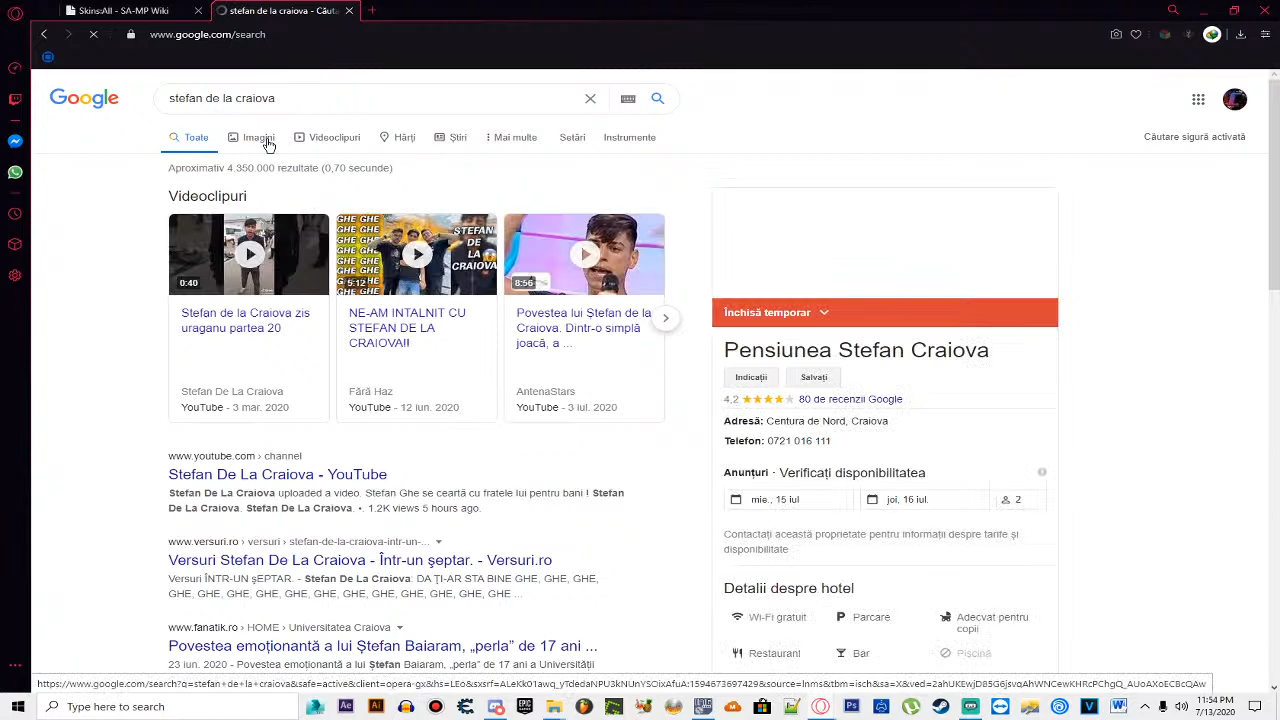 Skins:All - SA-MP Wiki
stefan de la craiova - Căuta
www.google.com/search
Google
stefan de la craiova
Toate
Imagini
Videoclipuri
Hărți
Știri
Mai multe
Setări
Instrumente
Căutare sigură activată
Aproximativ 4.350.000 rezultate (0,70 secunde)
Videoclipuri
GHE GHE
GHE
GHE
GHE
GHE
STEFAN
DE
LA
CRAIOVA
0:40
6:12
8:56
Stefan de la Craiova zis
uraganu partea 20
Stefan De La Craiova
YouTube - 3 mar. 2020
NE-AM INTALNIT CU
STEFAN DE LA
CRAIOVA!!
Fără Haz
YouTube - 12 iun. 2020
Povestea lui Ștefan de la
Craiova. Dintr-o simplă
joacă, a ...
AntenaStars
YouTube - 3 iul. 2020
www.youtube.com › channel
Stefan De La Craiova - YouTube
Stefan De La Craiova uploaded a video. Stefan Ghe se ceartă cu fratele lui pentru bani ! Stefan
De La Craiova. Stefan De La Craiova. •. 1.2K views 5 hours ago.
www.versuri.ro › versuri › stefan-de-la-craiova-intr-un-...
Versuri Stefan De La Craiova - Într-un şeptar. - Versuri.ro
Versuri ÎNTR-UN şEPTAR. - Stefan De La Craiova: DA ŢI-AR STA BINE GHE, GHE, GHE,
GHE, GHE, GHE, GHE, GHE, GHE, GHE, GHE, GHE, GHE ...
www.fanatik.ro › HOME › Universitatea Craiova
Povestea emoționantă a lui Ștefan Baiaram, „perla” de 17 ani ...
23 iun. 2020 - Povestea emoționantă a lui Ștefan Baiaram, „perla” de 17 ani a Universității
Închisă temporar
Pensiunea Stefan Craiova
Indicații
Salvați
4,2
80 de recenzii Google
Adresă: Centura de Nord, Craiova
Telefon: 0721 016 111
Anunțuri · Verificați disponibilitatea
mie., 15 iul
joi, 16 iul.
2
Contactați această proprietate pentru informații despre tarife și
disponibilitate
Detalii despre hotel
Wi-Fi gratuit
Parcare
Adecvat pentru
copii
Restaurant
Bar
Piscină
Type here to search
11:54 PM
7/13/2020